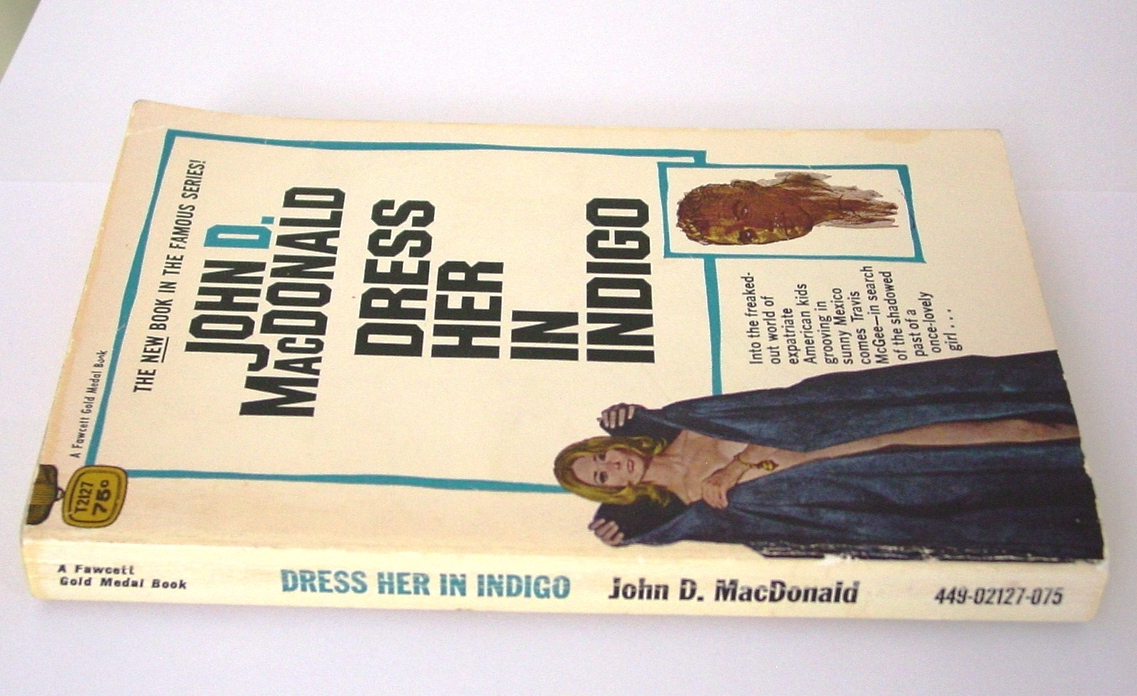 A Fawcett Gold Medal Book
T2127
75c
THE NEW BOOK IN THE FAMOUS SERIES!
JOHN D.
MACDONALD
DRESS
HER
IN
INDIGO
Into the freaked-
out world of
expatriate
American kids
grooving in
sunny Mexico
comes Travis
McGee—in search
of the shadowed
past of a
once-lovely
girl...
A Fawcett
Gold Medal Book
DRESS HER IN INDIGO
John D. MacDonald
449-02127-075